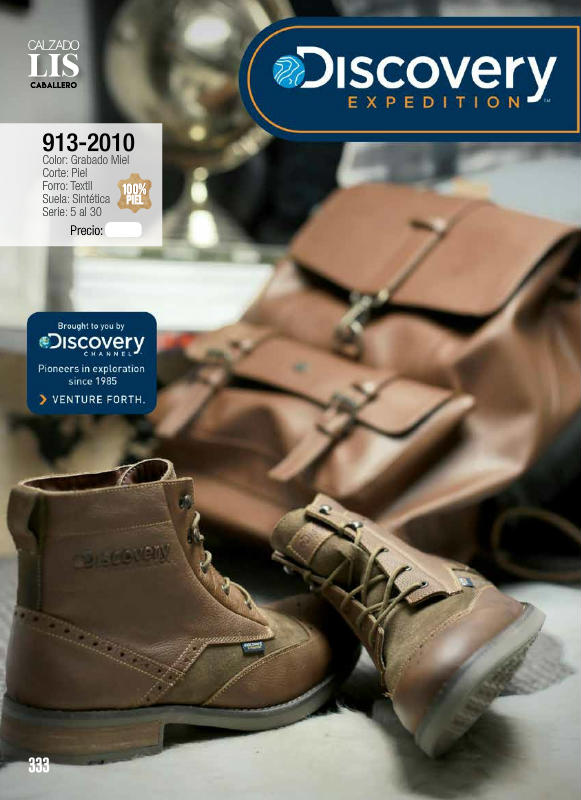 CALZADO
LIS
CABALLERO
Discovery
EXPEDITION™
913-2010
Color: Grabado Miel
Corte: Piel
Forro: Textil
Suela: Sintética
Serie: 5 al 30
100%
PIEL
Precio:
Brought to you by
Discovery
CHANNEL
Pioneers in exploration
since 1985
VENTURE FORTH.
Discovery
333